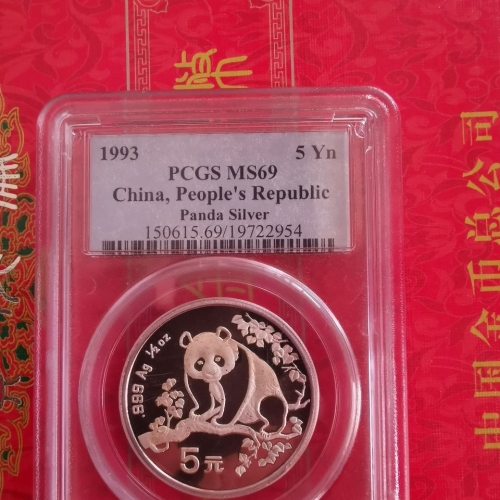 1993 5 Yn
PCGS MS69
China, People's Republic
Panda Silver
150615.69/19722954
.999 Ag ½ oz
5元
中国金币总公司